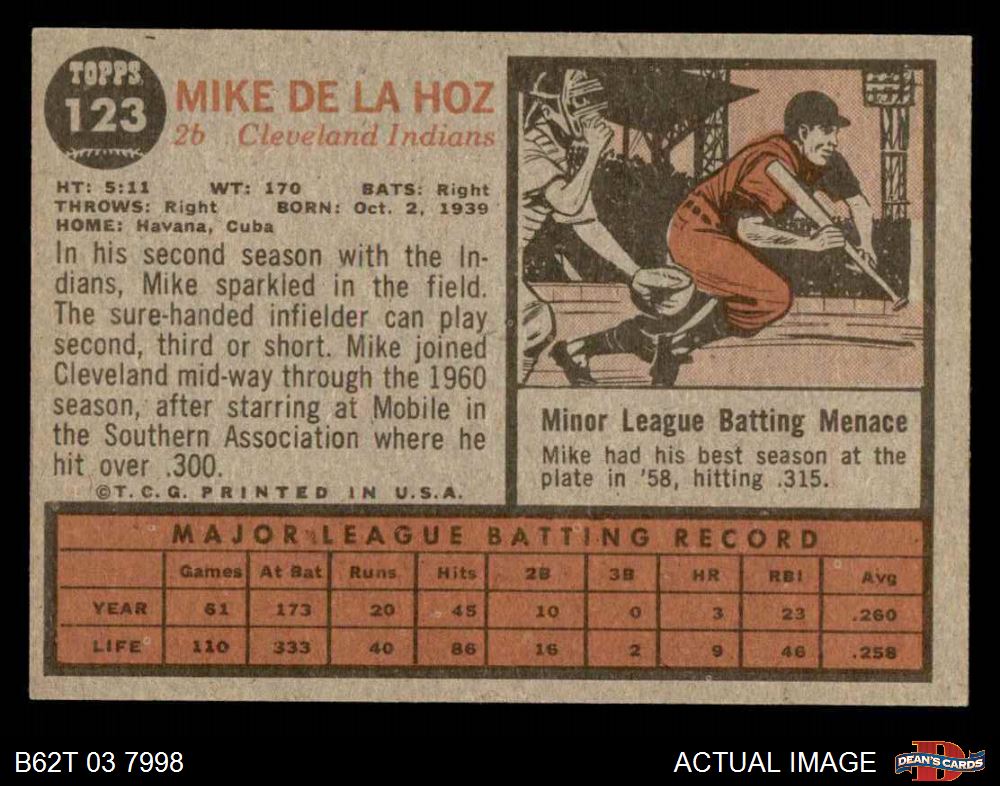 TOPPS
123
MIKE DE LA HOZ
2b Cleveland Indians
HT: 5:11 WT: 170 BATS: Right
THROWS: Right BORN: Oct. 2, 1939
HOME: Havana, Cuba
In his second season with the In-
dians, Mike sparkled in the field.
The sure-handed infielder can play
second, third or short. Mike joined
Cleveland mid-way through the 1960
season, after starring at Mobile in
the Southern Association where he
hit over .300.
©T. C. G. PRINTED IN U.S.A.
Minor League Batting Menace
Mike had his best season at the
plate in '58, hitting .315.
MAJOR LEAGUE BATTING RECORD
Games At Bat Runs Hits 2B 3B HR RBI Avg
YEAR 61 173 20 45 10 0 3 23 .260
LIFE 110 333 40 86 16 2 9 46 .258
B62T 03 7998
ACTUAL IMAGE
D
DEAN'S CARDS